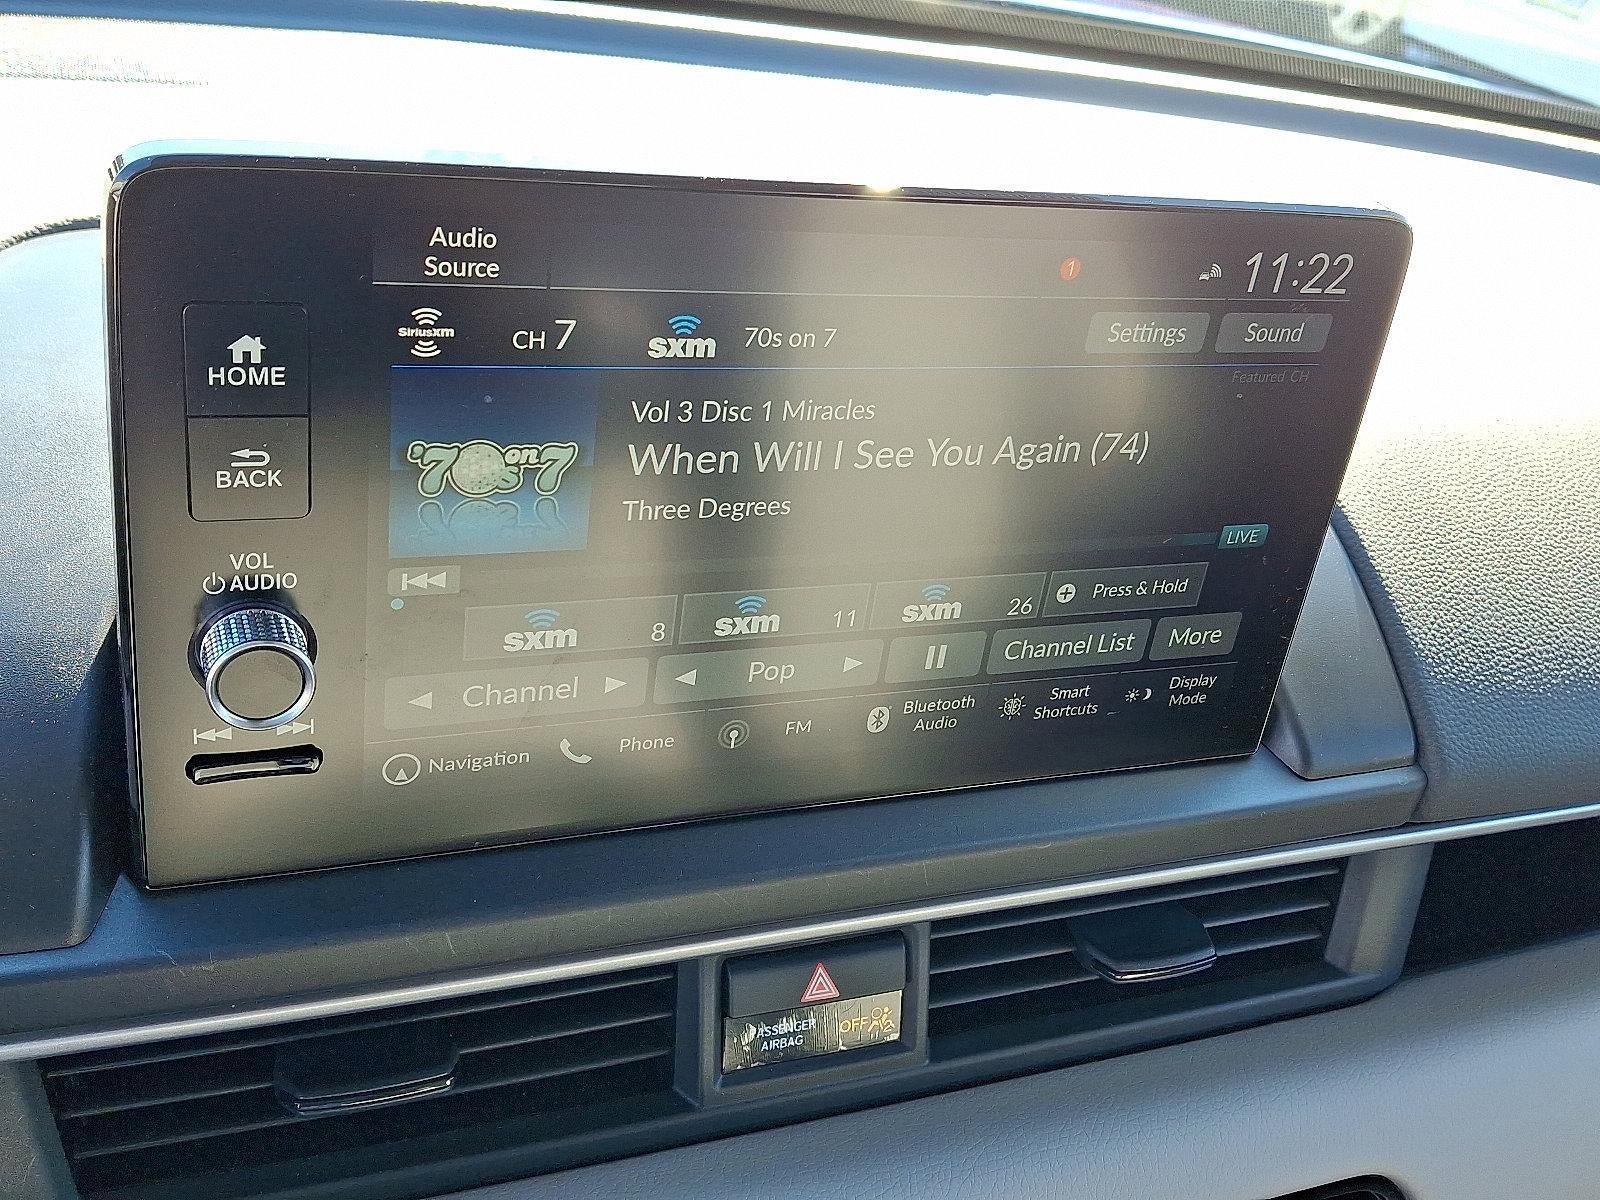 Audio
Source
1
11:22
HOME
BACK
VOL
AUDIO
SiriusXM
CH 7
sxm
70s on 7
Settings
Sound
Featured CH
'70s on 7
Vol 3 Disc 1 Miracles
When Will I See You Again (74)
Three Degrees
LIVE
sxm 8
sxm 11
sxm 26
Press & Hold
Channel
Pop
Channel List
More
Navigation
Phone
FM
Bluetooth
Audio
Smart
Shortcuts
Display
Mode
PASSENGER
AIRBAG
OFF
2